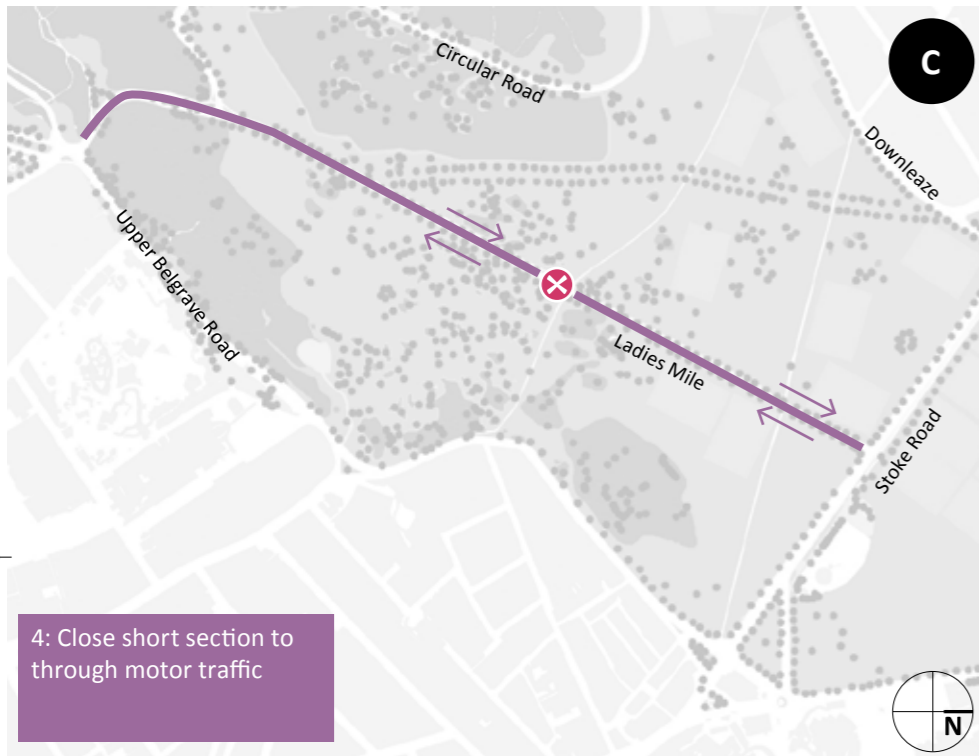 C
Circular Road
Downleaze
Upper Belgrave Road
Ladies Mile
Stoke Road
4: Close short section to
through motor traffic
N